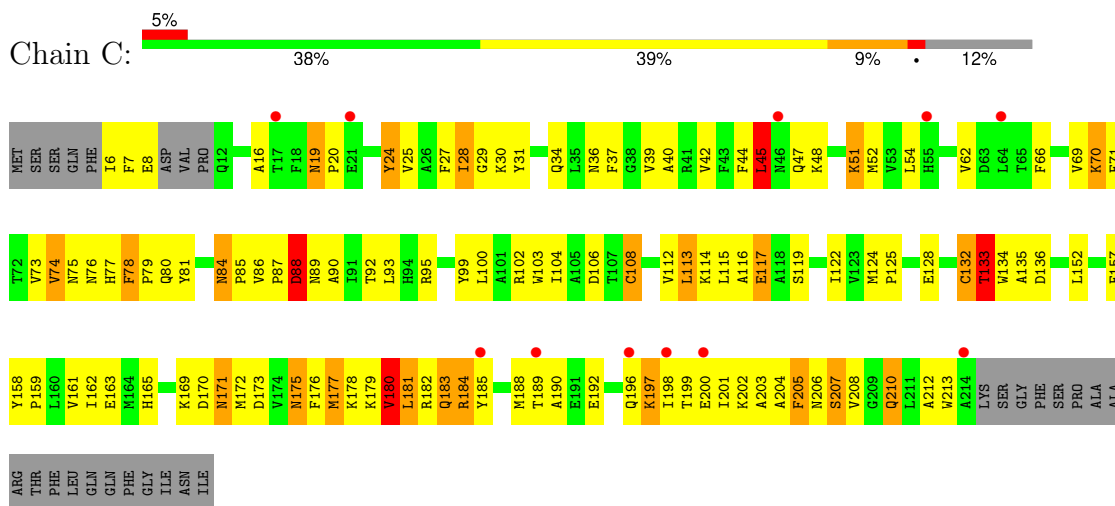 5%
Chain C:
38% 39% 9% • 12%
MET SER SER GLN PHE I6 F7 E8 ASP VAL PRO Q12 A16 T17 F18 N19 P20 E21 Y24 V25 A26 F27 I28 G29 K30 Y31 Q34 L35 N36 F37 G38 V39 A40 R41 V42 F43 F44 L45 N46 Q47 K48 K51 M52 V53 L54 H55 V62 D63 L64 T65 F66 V69 K70
T72 V73 V74 N75 N76 H77 F78 P79 Q80 Y81 N84 P85 V86 P87 D88 N89 A90 I91 T92 L93 H94 R95 Y99 L100 A101 R102 W103 I104 A105 D106 T107 C108 V112 L113 K114 L115 A116 E117 A118 S119 I122 V123 M124 P125 E128 C132 T133 W134 A135 D136 L152
Y158 P159 L160 V161 I162 E163 M164 H165 K169 D170 N171 M172 D173 V174 N175 F176 M177 K178 K179 V180 L181 R182 Q183 R184 Y185 M188 T189 A190 E191 E192 Q196 K197 I198 T199 E200 I201 K202 A203 A204 F205 N206 S207 V208 G209 Q210 L211 A212 W213 A214 LYS SER GLY PHE SER PRO ALA ALA
ARG THR PHE LEU GLN GLN PHE GLY ILE ASN ILE